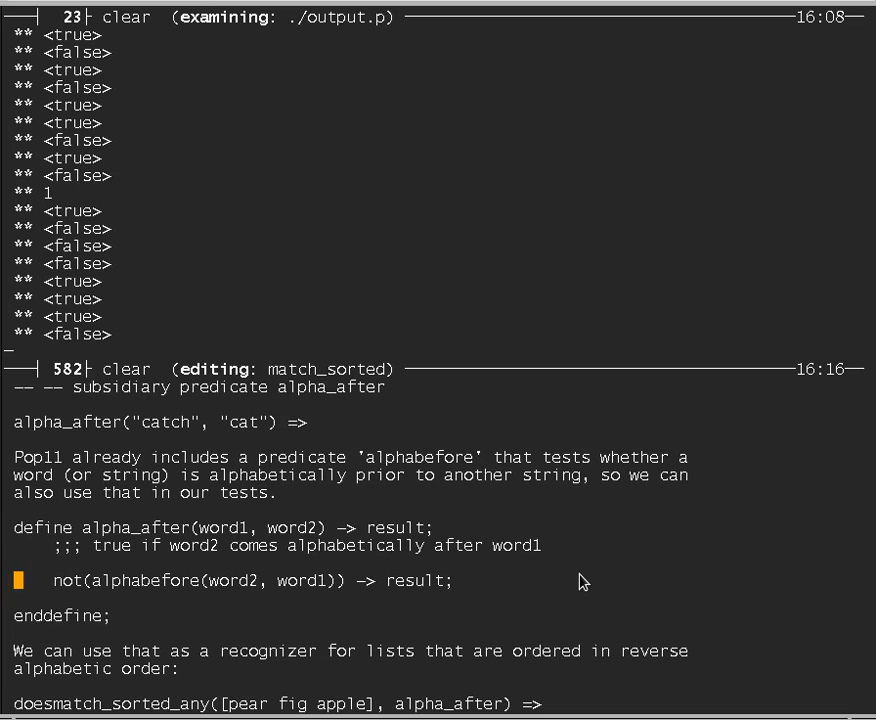 23 clear (examining: ./output.p) 16:08
** <true>
** <false>
** <true>
** <false>
** <true>
** <true>
** <false>
** <true>
** <false>
** 1
** <true>
** <false>
** <false>
** <false>
** <true>
** <true>
** <true>
** <false>
582 clear (editing: match_sorted) 16:16
-- -- subsidiary predicate alpha_after
alpha_after("catch", "cat") =>
Pop11 already includes a predicate 'alphabefore' that tests whether a
word (or string) is alphabetically prior to another string, so we can
also use that in our tests.
define alpha_after(word1, word2) -> result;
;;; true if word2 comes alphabetically after word1
not(alphabefore(word2, word1)) -> result;
enddefine;
We can use that as a recognizer for lists that are ordered in reverse
alphabetic order:
doesmatch_sorted_any([pear fig apple], alpha_after) =>